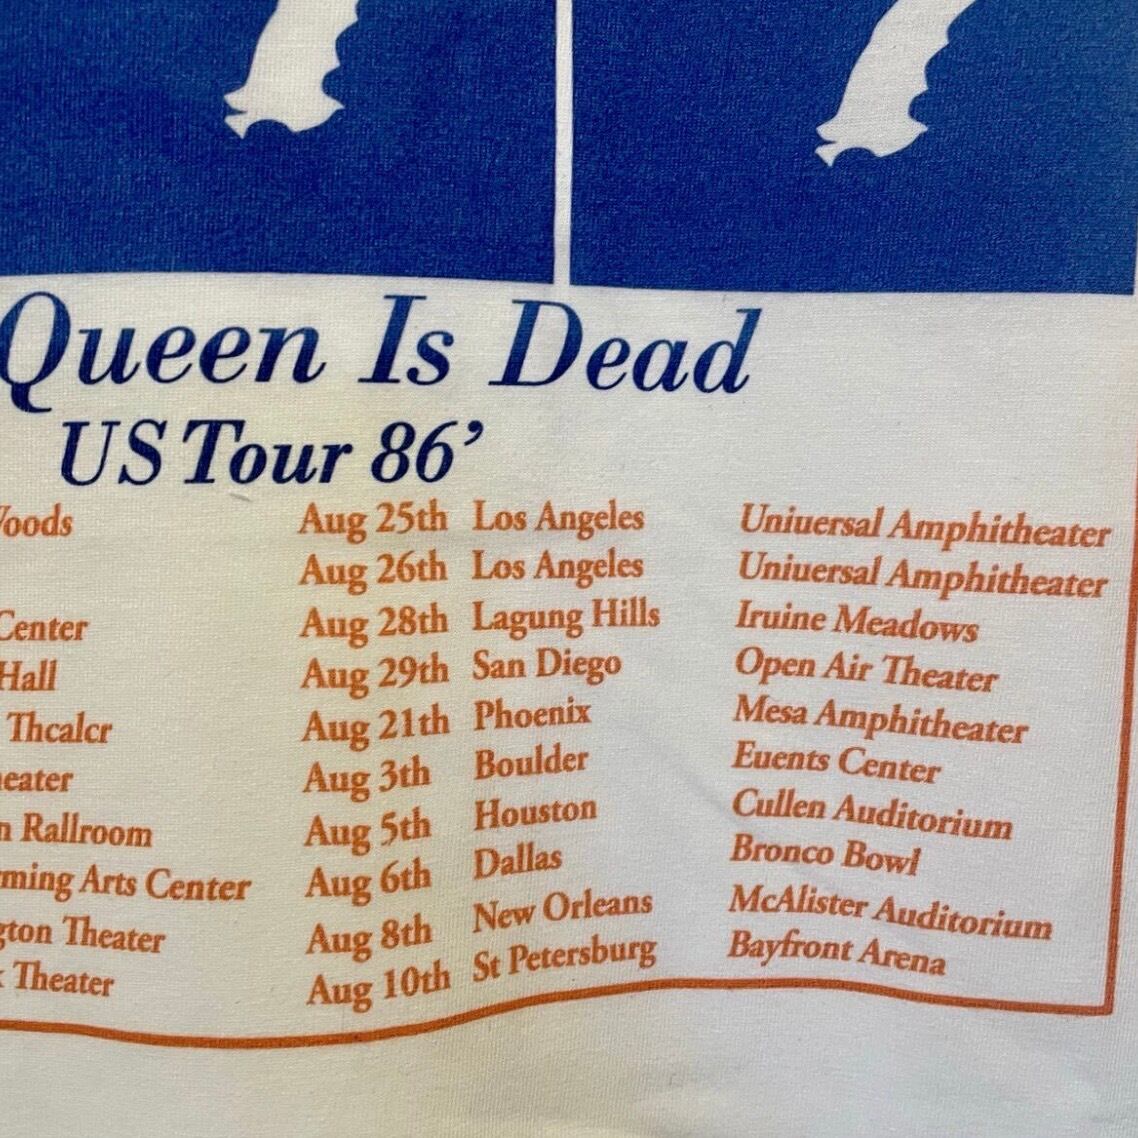 Queen Is Dead
US Tour 86’
Voods Aug 25th Los Angeles Uniuersal Amphitheater
Aug 26th Los Angeles Uniuersal Amphitheater
Center Aug 28th Lagung Hills Iruine Meadows
Hall Aug 29th San Diego Open Air Theater
Thcalcr Aug 21th Phoenix Mesa Amphitheater
eater Aug 3th Boulder Euents Center
n Rallroom Aug 5th Houston Cullen Auditorium
ming Arts Center Aug 6th Dallas Bronco Bowl
gton Theater Aug 8th New Orleans McAlister Auditorium
Theater Aug 10th St Petersburg Bayfront Arena